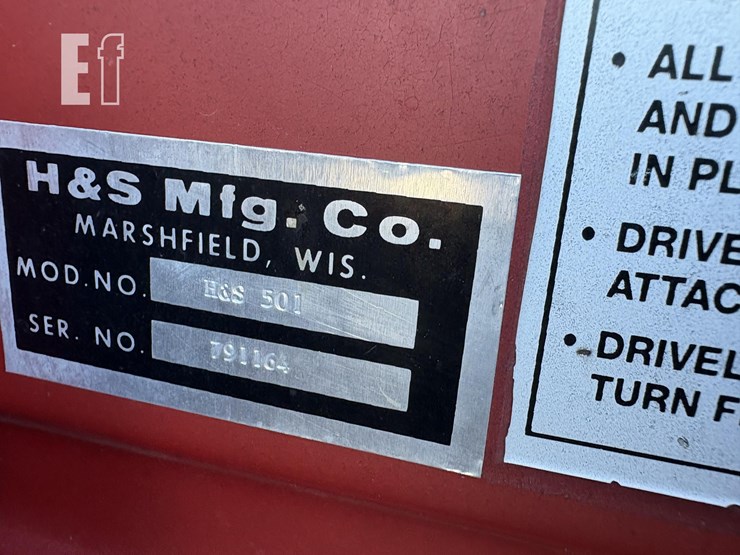 Ef
H&S Mfg. Co.
MARSHFIELD, WIS.
MOD. NO. H&S 501
SER. NO. 791164
• ALL
AND
IN PL
• DRIVE
ATTAC
• DRIVEL
TURN F